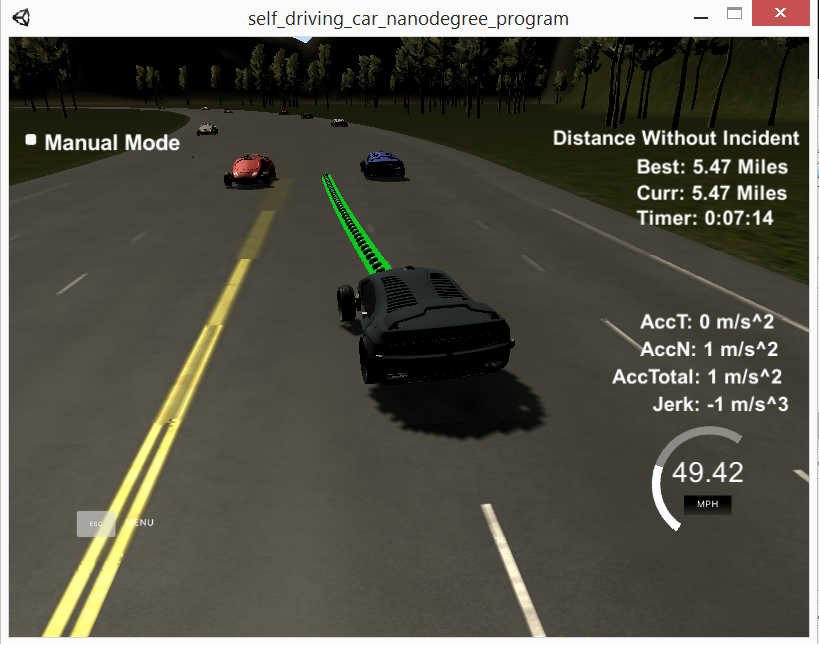 self_driving_car_nanodegree_program
Manual Mode
Distance Without Incident
Best: 5.47 Miles
Curr: 5.47 Miles
Timer: 0:07:14
AccT: 0 m/s^2
AccN: 1 m/s^2
AccTotal: 1 m/s^2
Jerk: -1 m/s^3
49.42
MPH
ESC MENU